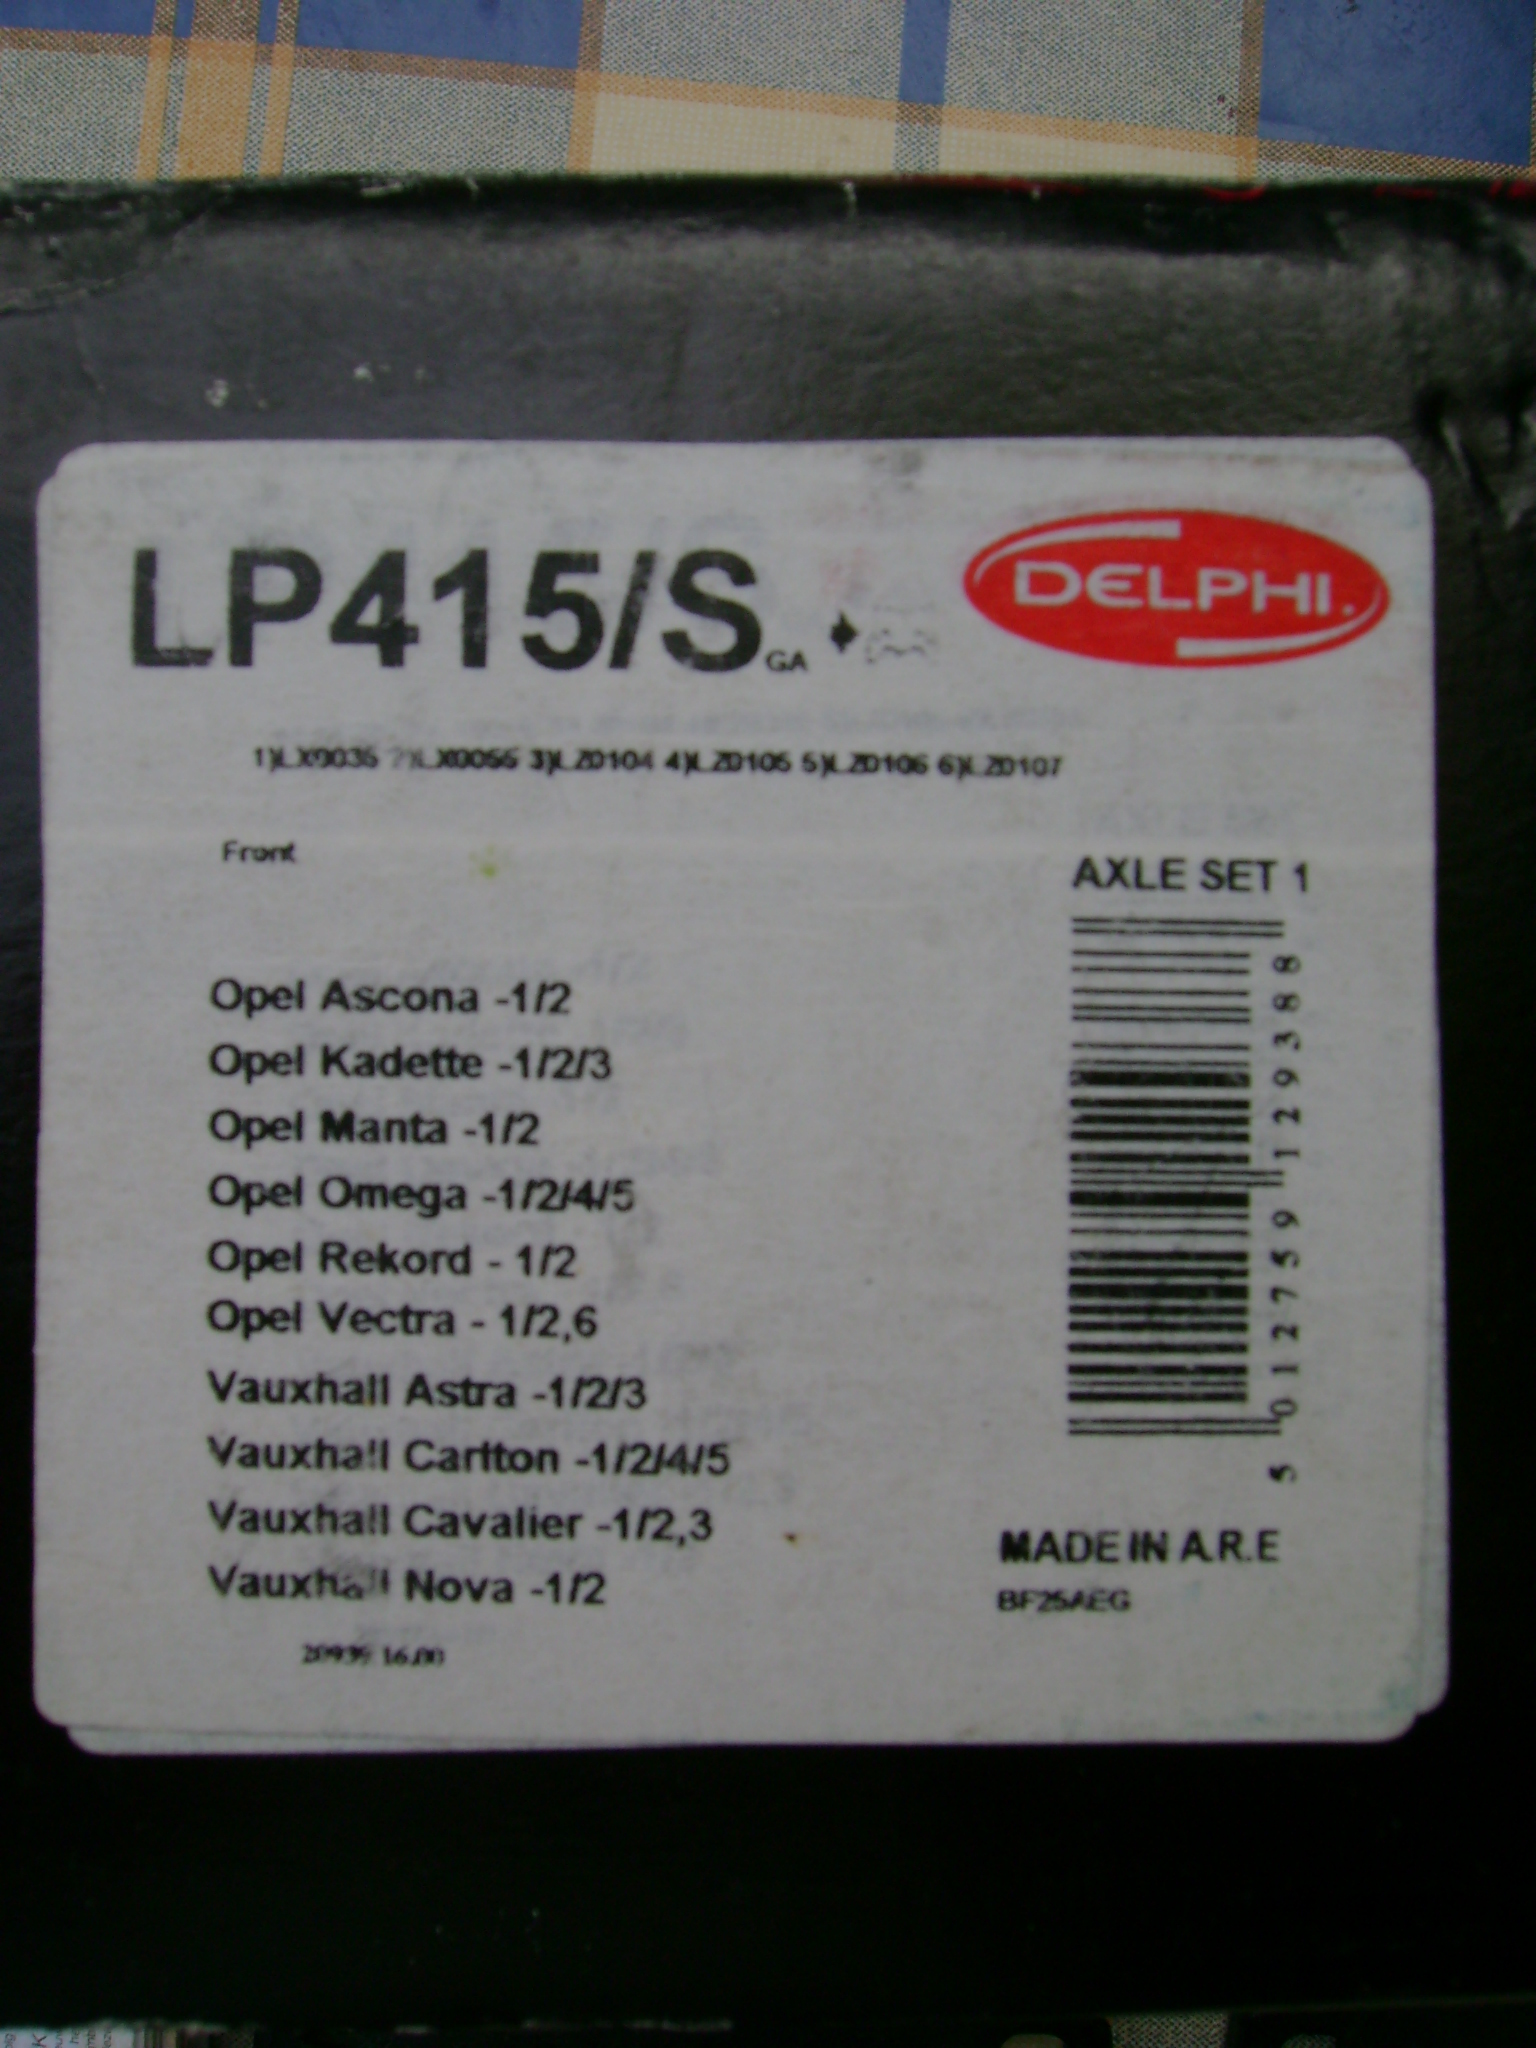 LP415/S GA
DELPHI.
1)LX0035 2)LX0056 3)LZ0104 4)LZ0105 5)LZ0106 6)LZ0107
Front
AXLE SET 1
Opel Ascona -1/2
Opel Kadette -1/2/3
Opel Manta -1/2
Opel Omega -1/2/4/5
Opel Rekord - 1/2
Opel Vectra - 1/2,6
Vauxhall Astra -1/2/3
Vauxhall Carlton -1/2/4/5
Vauxhall Cavalier -1/2,3
Vauxhall Nova -1/2
5 012759 129388
MADE IN A.R.E
BF25AEG